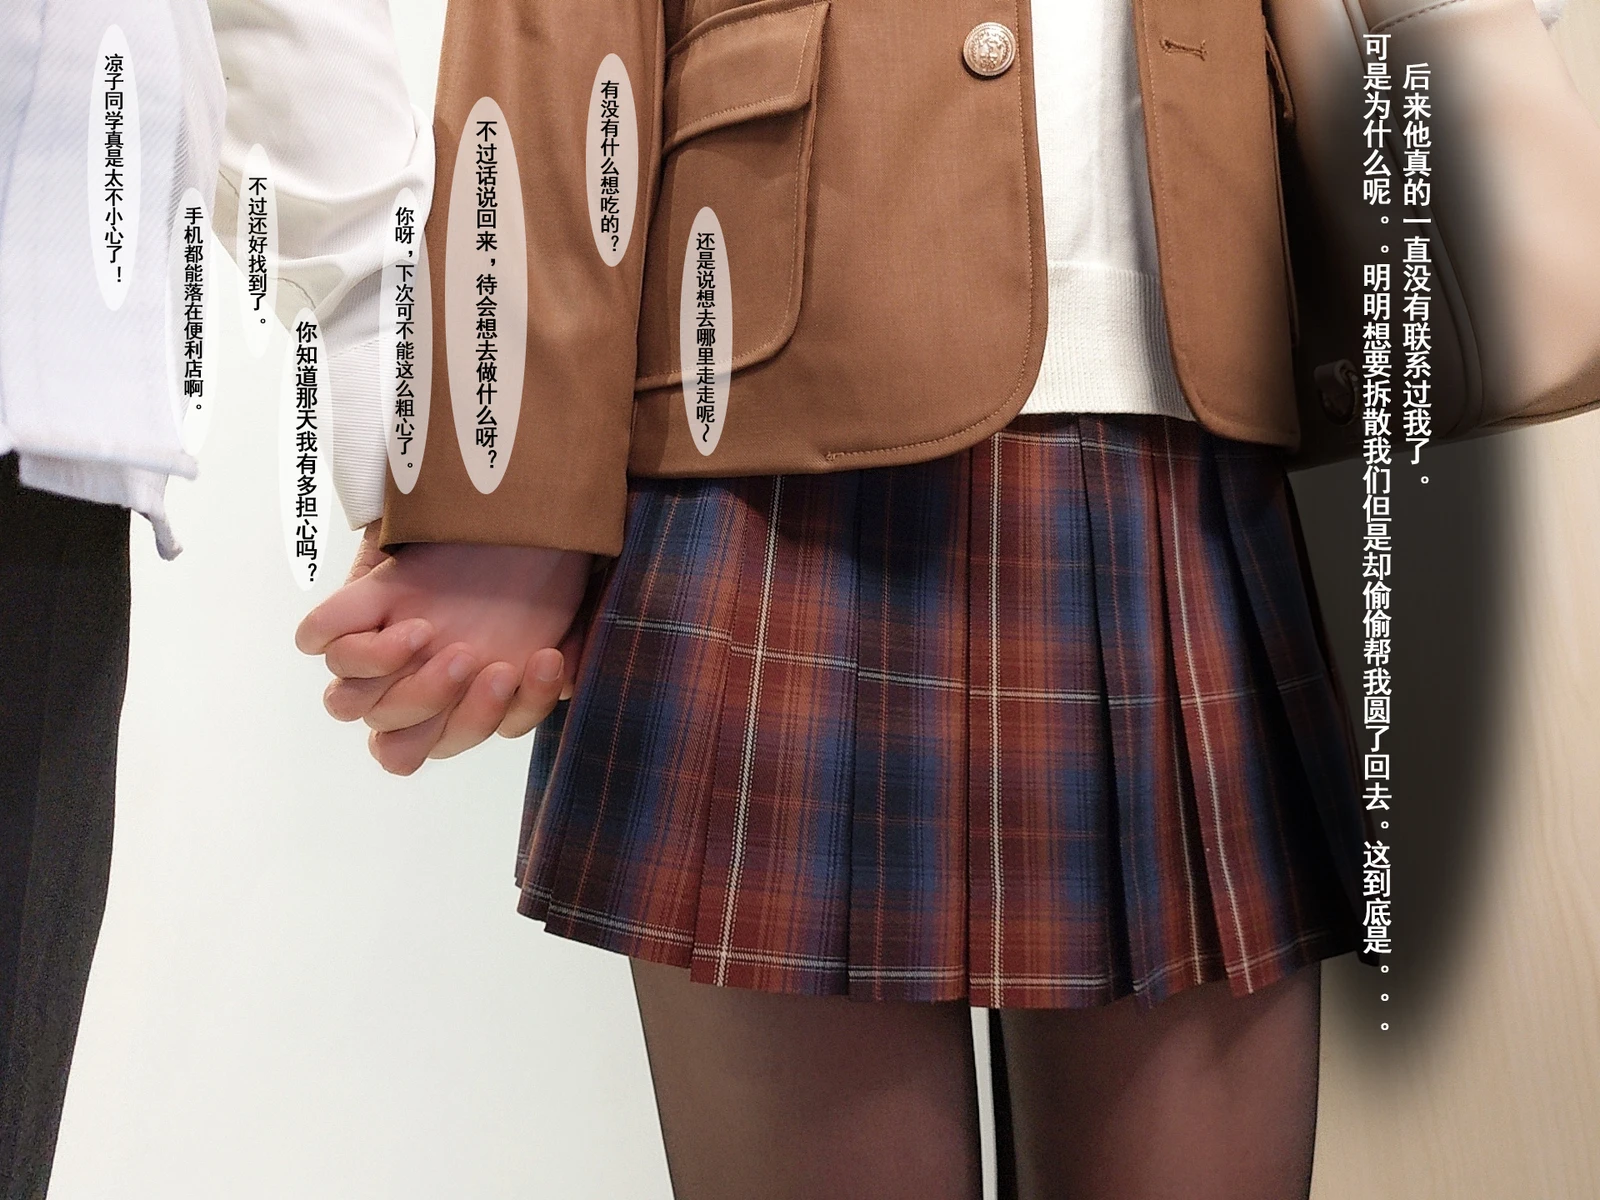 后来他真的一直没有联系过我了。
可是为什么呢。。明明想要拆散我们但是却偷偷帮我圆了回去。这到底是。。。
有没有什么想吃的？
还是说想去哪里走走呢～
不过话说回来，待会想去做什么呀？
你呀，下次可不能这么粗心了。
你知道那天我有多担心吗？
不过还好找到了。
手机都能落在便利店啊。
凉子同学真是太不小心了！